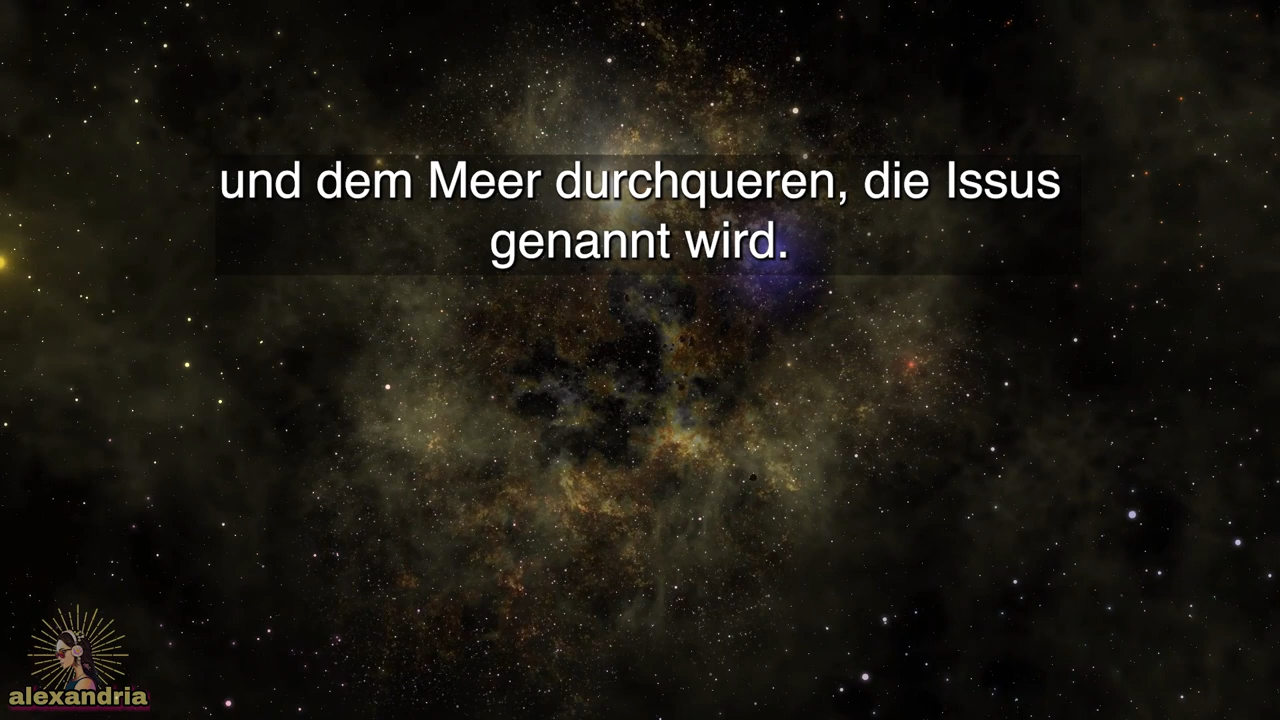 und dem Meer durchqueren, die Issus
genannt wird.
alexandria